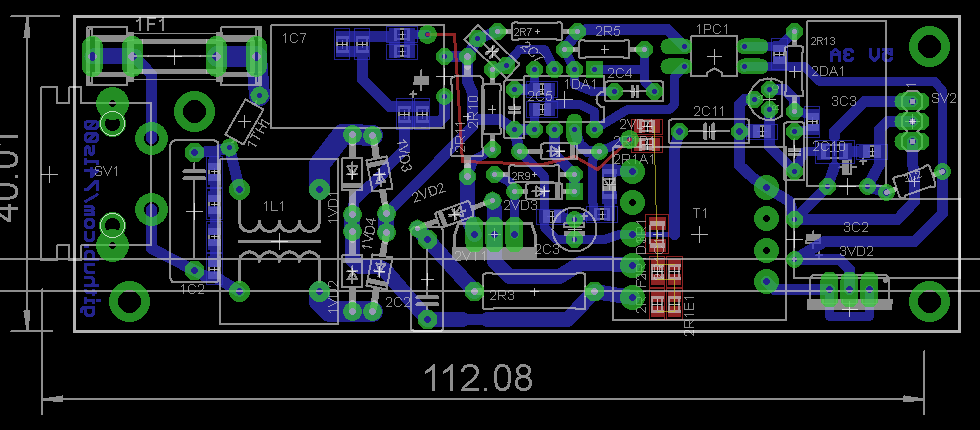 1F1
1C7
2R7
2R5
1PC1
2R13
5V 3A
2DA1
2C4
1DA1
2C5
3C3
SV2
2R10
2C11
1TH1
2R11
2C10
40.01
SV1
2R1A1
1VD3
2R9
2VD2
2VD3
1L1
1VD1
T1
1VD4
3C2
2C3
3VD2
2VT1
1C2
1VD2
2C2
2R3
2R1E1
112.08